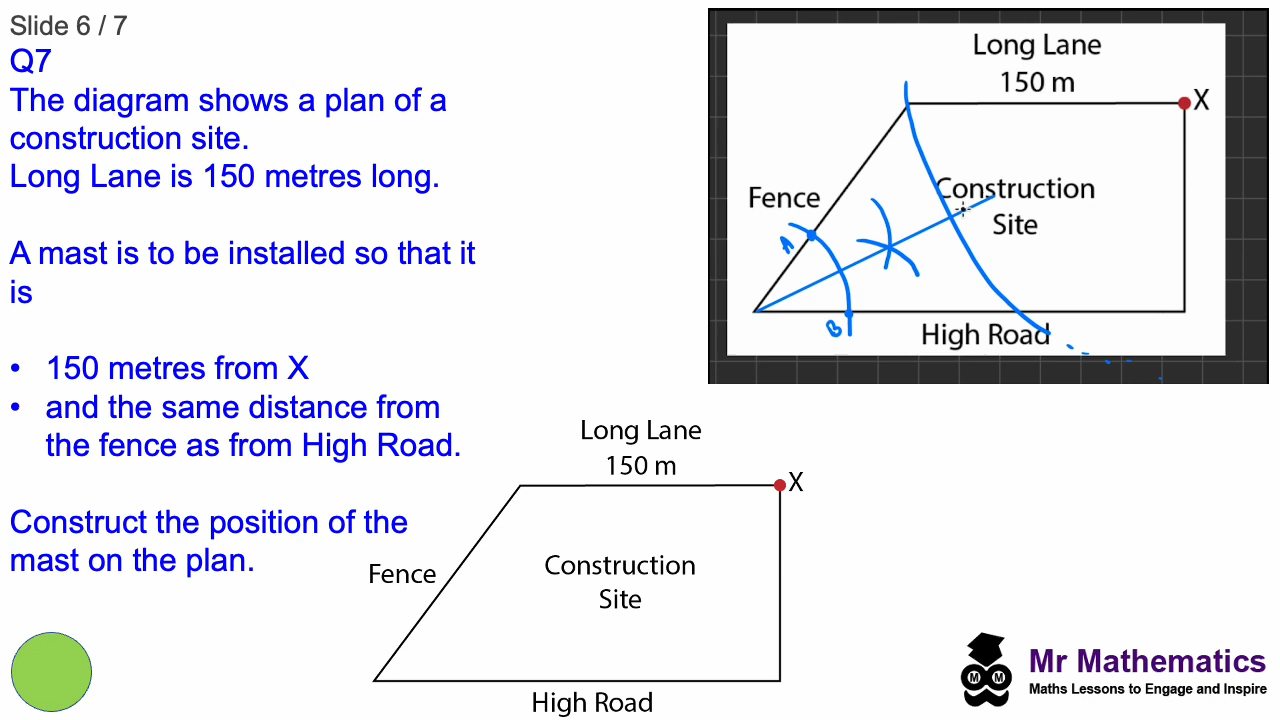 Slide 6 / 7
Q7
The diagram shows a plan of a
construction site.
Long Lane is 150 metres long.
A mast is to be installed so that it
is
• 150 metres from X
• and the same distance from
the fence as from High Road.
Construct the position of the
mast on the plan.
Long Lane
150 m
X
Fence
Construction
Site
A
B
High Road
Long Lane
150 m
X
Fence
Construction
Site
High Road
M M
Mr Mathematics
Maths Lessons to Engage and Inspire